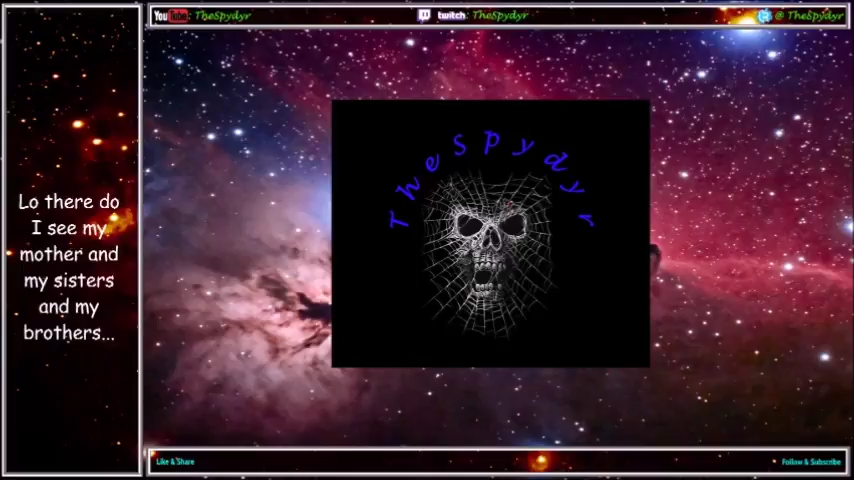 YouTube: TheSpydyr
twitch: TheSpydyr
@ TheSpydyr
TheSpydyr
Lo there do
I see my
mother and
my sisters
and my
brothers...
Like & Share
Follow & Subscribe